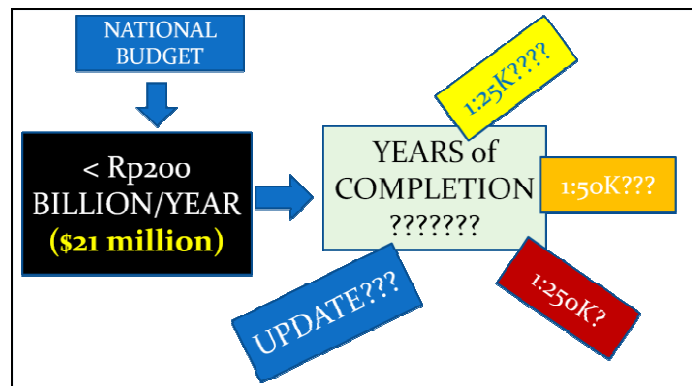 NATIONAL
BUDGET
< Rp200
BILLION/YEAR
($21 million)
YEARS of
COMPLETION
???????
1:25K????
1:50K???
1:250K?
UPDATE???